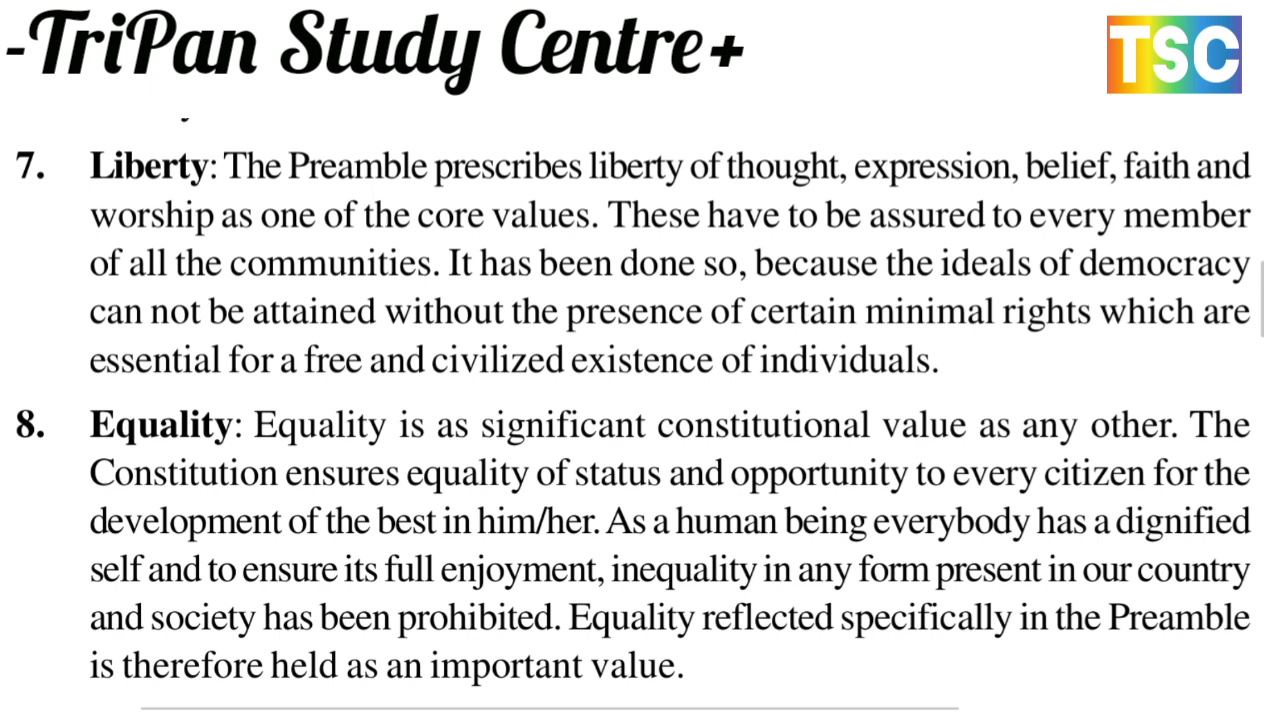 -TriPan Study Centre+
TSC
7. Liberty: The Preamble prescribes liberty of thought, expression, belief, faith and
worship as one of the core values. These have to be assured to every member
of all the communities. It has been done so, because the ideals of democracy
can not be attained without the presence of certain minimal rights which are
essential for a free and civilized existence of individuals.
8. Equality: Equality is as significant constitutional value as any other. The
Constitution ensures equality of status and opportunity to every citizen for the
development of the best in him/her. As a human being everybody has a dignified
self and to ensure its full enjoyment, inequality in any form present in our country
and society has been prohibited. Equality reflected specifically in the Preamble
is therefore held as an important value.